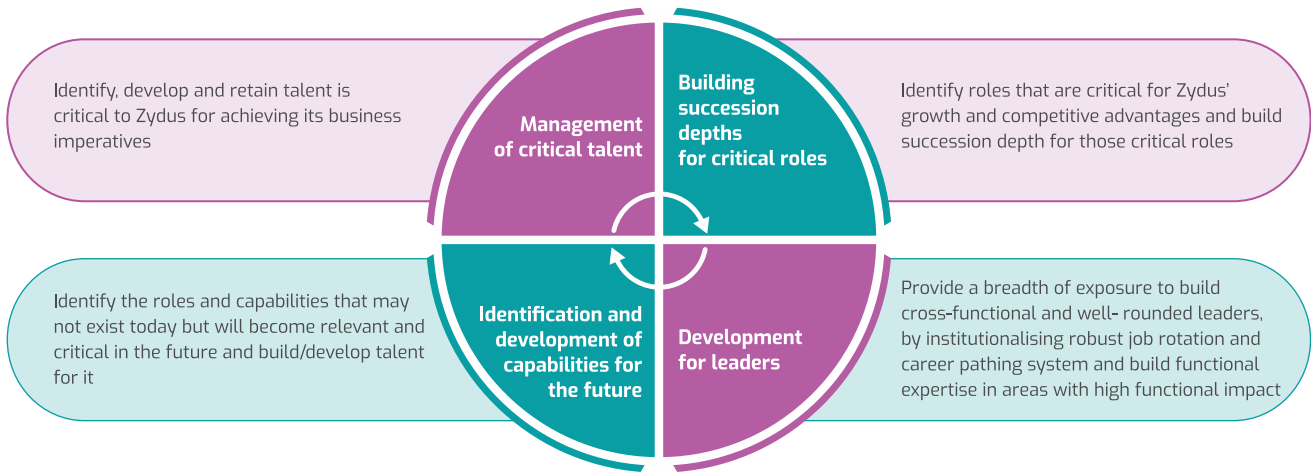 Identify, develop and retain talent is
critical to Zydus for achieving its business
imperatives
Management
of critical talent
Building
succession
depths
for critical roles
Identify roles that are critical for Zydus'
growth and competitive advantages and build
succession depth for those critical roles
Identify the roles and capabilities that may
not exist today but will become relevant and
critical in the future and build/develop talent
for it
Identification and
development of
capabilities for
the future
Development
for leaders
Provide a breadth of exposure to build
cross-functional and well- rounded leaders,
by institutionalising robust job rotation and
career pathing system and build functional
expertise in areas with high functional impact